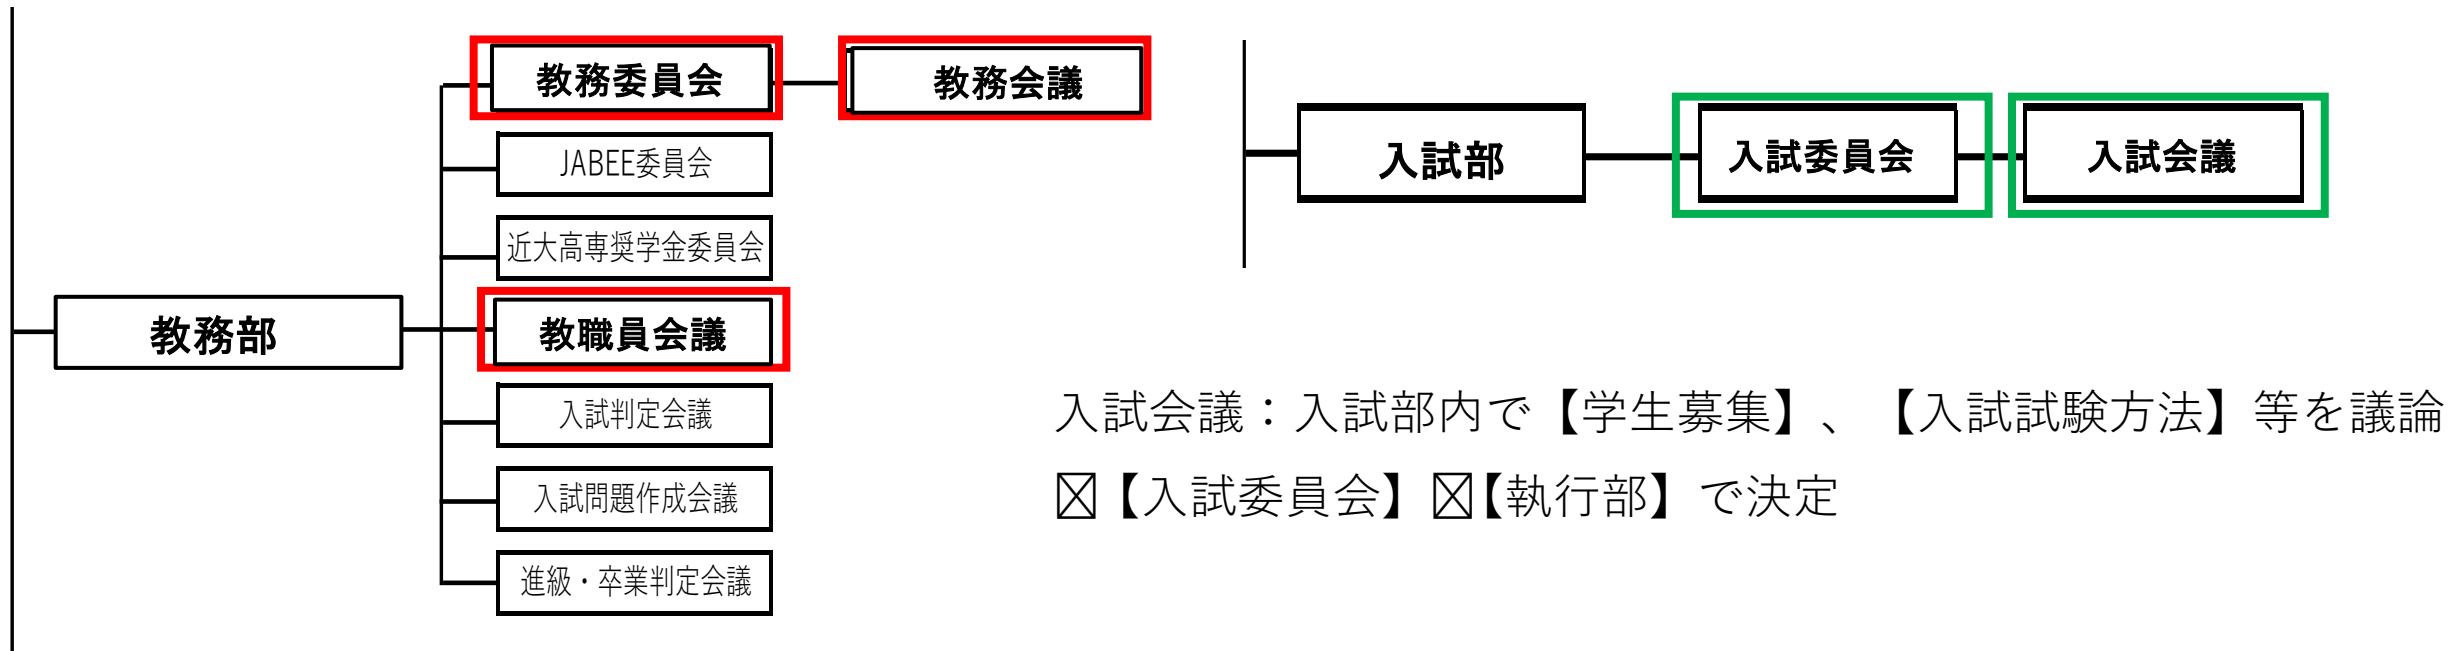 教務委員会
教務会議
JABEE委員会
近大高専奨学金委員会
教務部
教職員会議
入試判定会議
入試問題作成会議
進級・卒業判定会議
入試部
入試委員会
入試会議
入試会議：入試部内で【学生募集】、【入試試験方法】等を議論
【入試委員会】【執行部】で決定